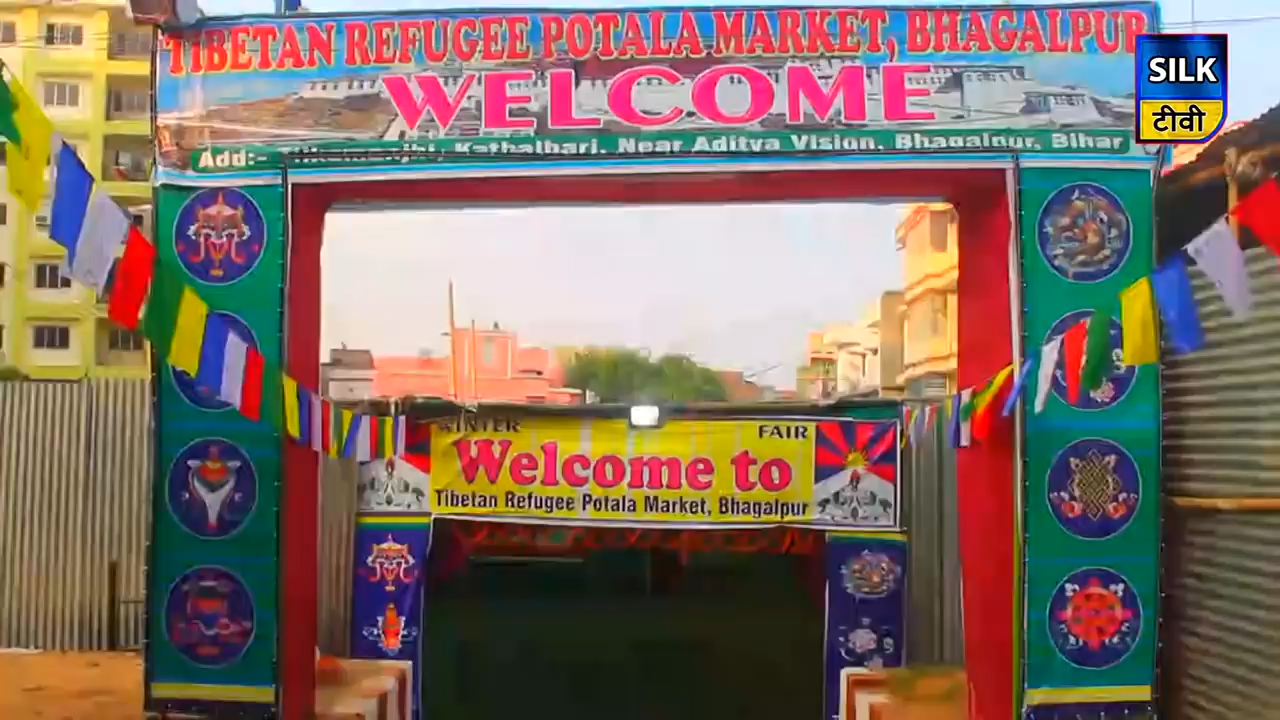 TIBETAN REFUGEE POTALA MARKET, BHAGALPUR
WELCOME
Add:- Kathalbari, Near Aditya Vision, Bhagalpur, Bihar
SILK
टीवी
WINTER FAIR
Welcome to
Tibetan Refugee Potala Market, Bhagalpur